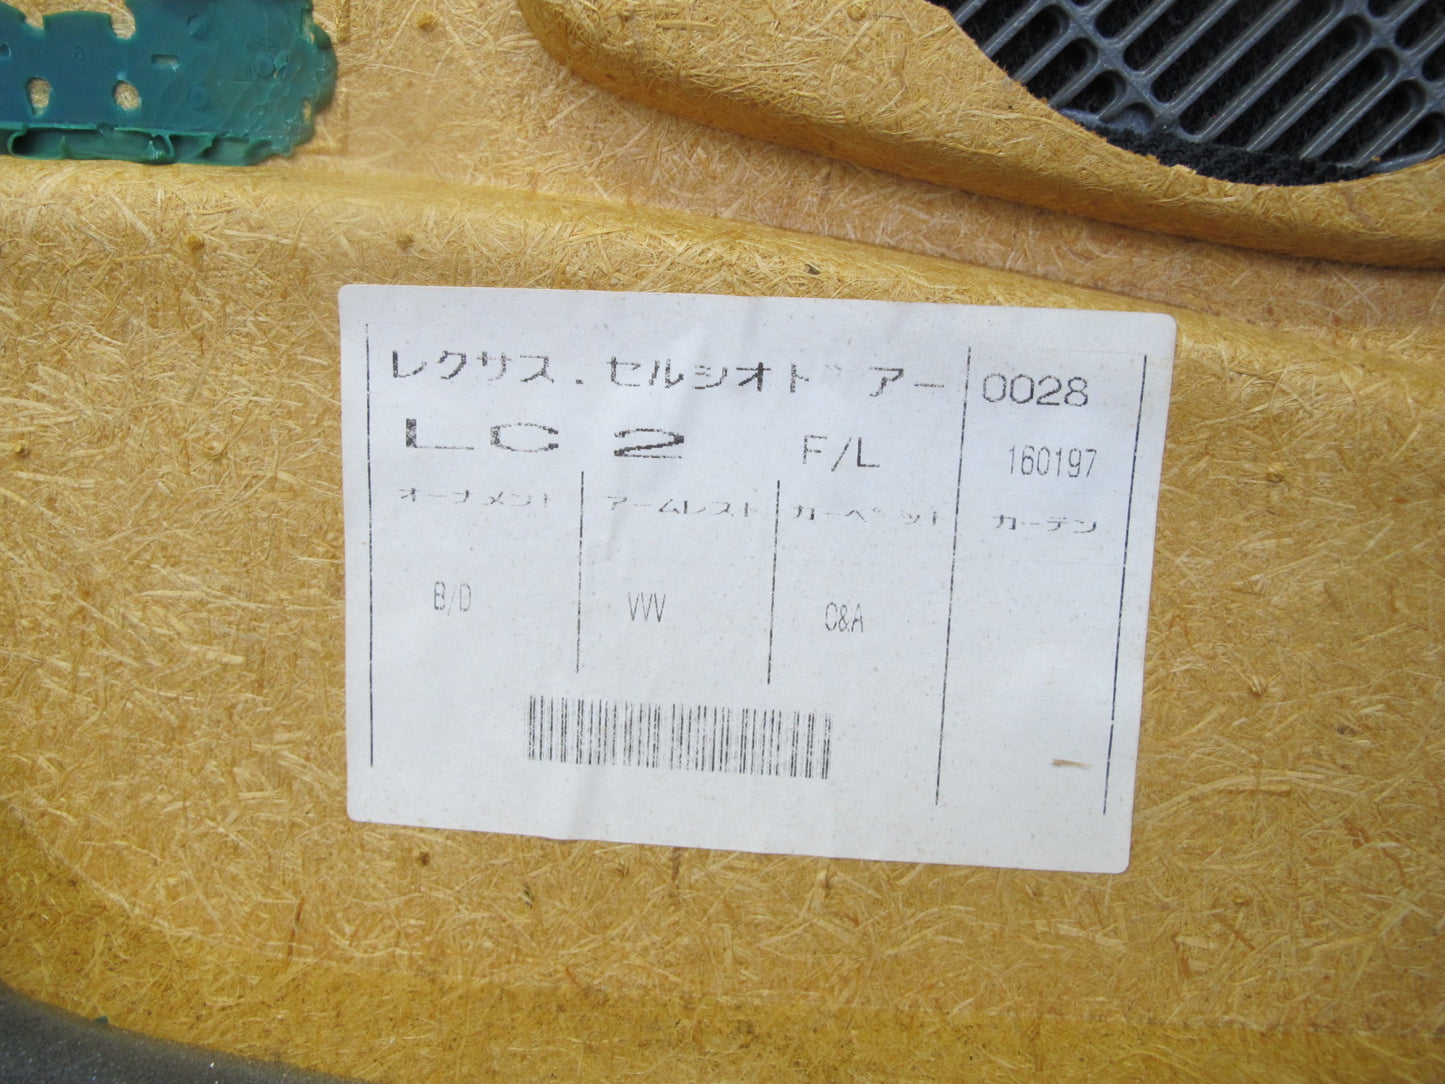 レクサス.セルシオドアー 0028
LC 2 F/L 160197
オーナメント アームレスト カーペット カーテン
B/D VVV C&A